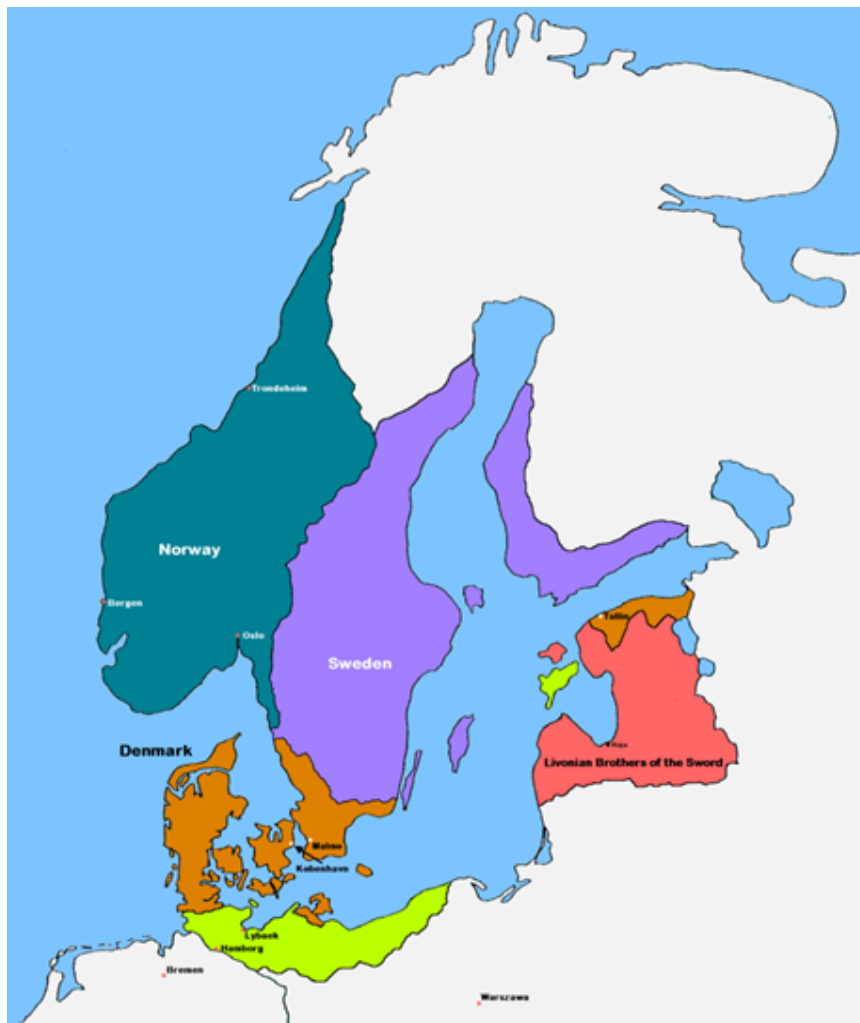 Trondeheim
Norway
Bergen
Oslo
Tallin
Sweden
Denmark
Riga
Livonian Brothers of the Sword
Malmo
København
Lybæk
Hamborg
Bremen
Warszawa